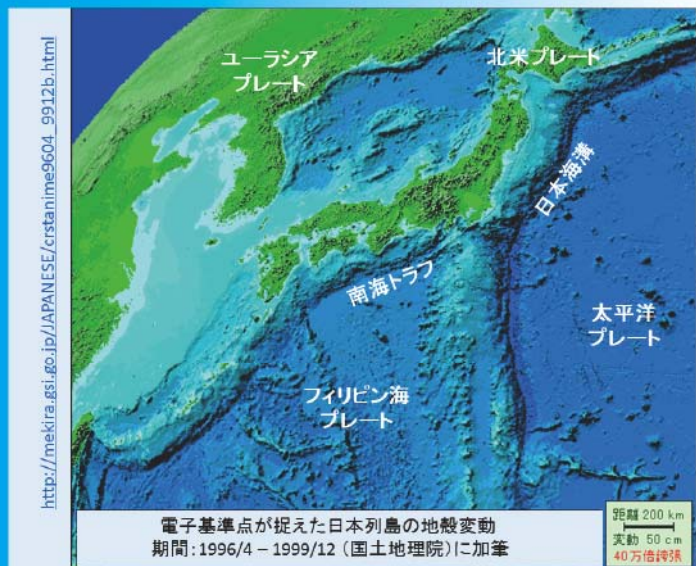 http://mekira.gsi.go.jp/JAPANESE/crstanime9604_9912b.html
ユーラシア
プレート
北米プレート
日本海溝
南海トラフ
太平洋
プレート
フィリピン海
プレート
電子基準点が捉えた日本列島の地殻変動
期間:1996/4 – 1999/12 (国土地理院)に加筆
距離 200 km
変動 50 cm
40万倍誇張